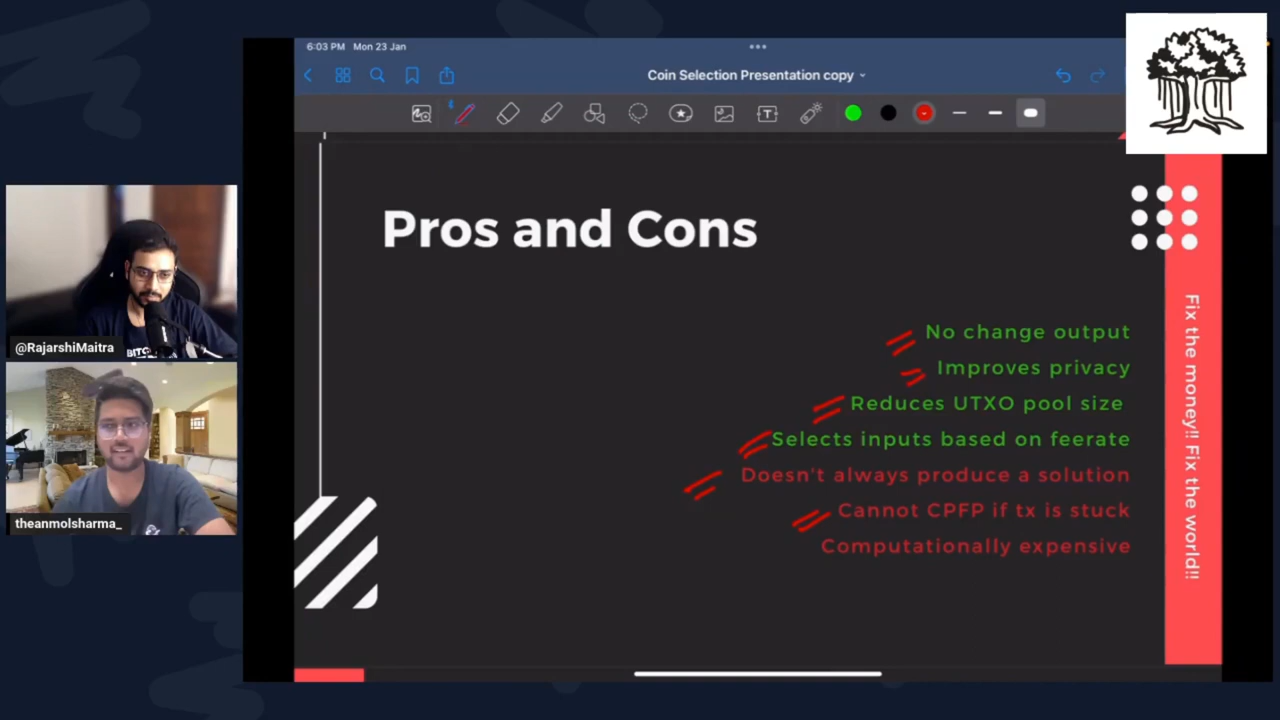 6:03 PM Mon 23 Jan
Coin Selection Presentation copy
T
Pros and Cons
No change output
Improves privacy
Reduces UTXO pool size
Selects inputs based on feerate
Doesn't always produce a solution
Cannot CPFP if tx is stuck
Computationally expensive
Fix the money!! Fix the world!!
BITC
@RajarshiMaitra
theanmolsharma_